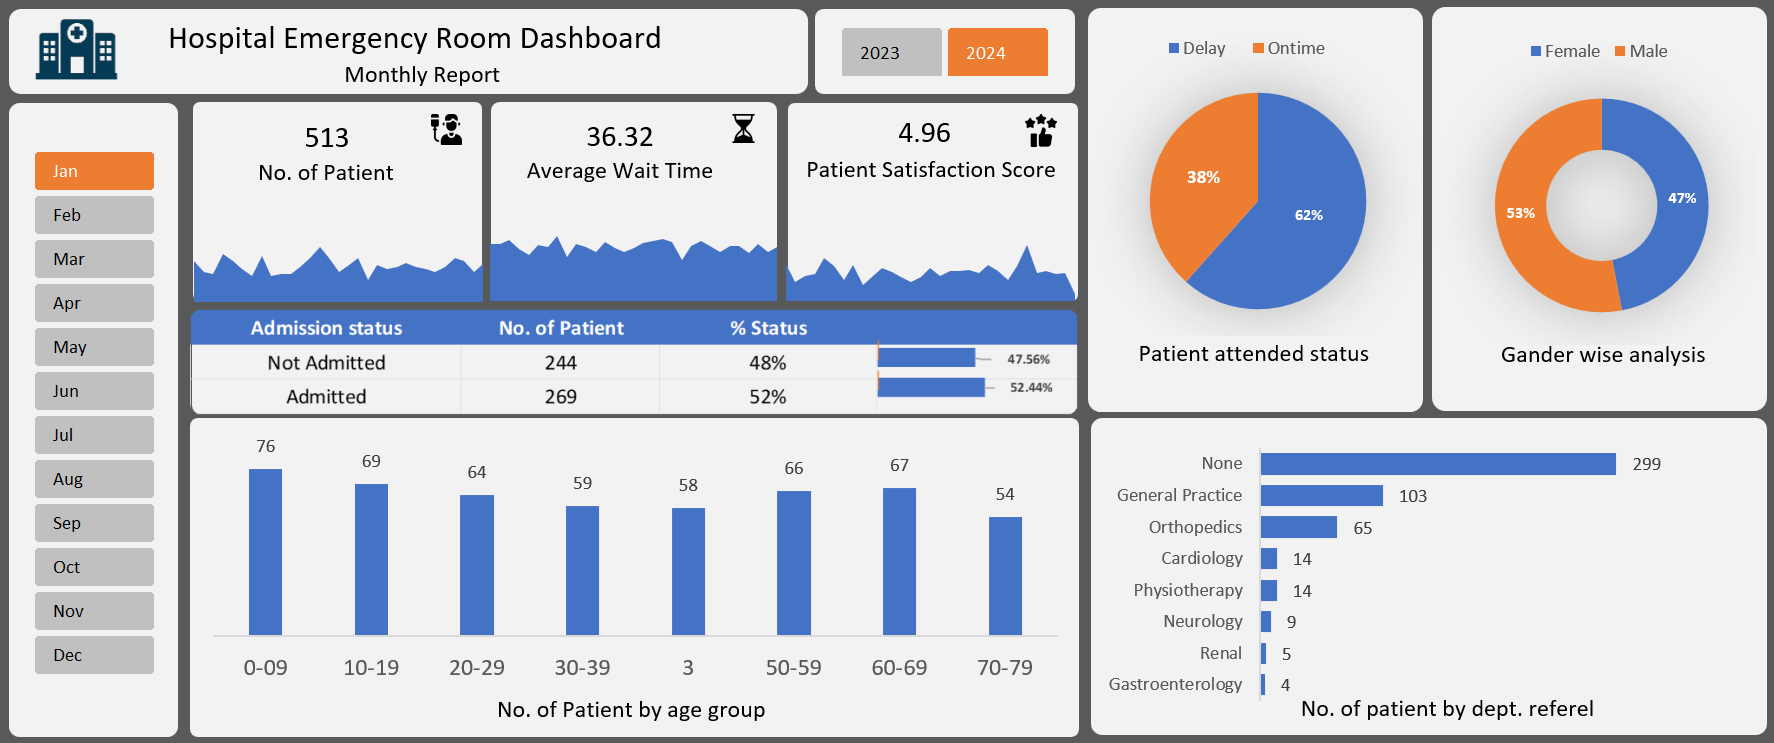 Hospital Emergency Room Dashboard
Monthly Report
2023
2024
Jan
Feb
Mar
Apr
May
Jun
Jul
Aug
Sep
Oct
Nov
Dec
513
No. of Patient
36.32
Average Wait Time
4.96
Patient Satisfaction Score
Admission status No. of Patient % Status
Not Admitted 244 48% 47.56%
Admitted 269 52% 52.44%
76 69 64 59 58 66 67 54
0-09 10-19 20-29 30-39 3 50-59 60-69 70-79
No. of Patient by age group
Delay Ontime
38%
62%
Patient attended status
Female Male
53%
47%
Gander wise analysis
None 299
General Practice 103
Orthopedics 65
Cardiology 14
Physiotherapy 14
Neurology 9
Renal 5
Gastroenterology 4
No. of patient by dept. referel